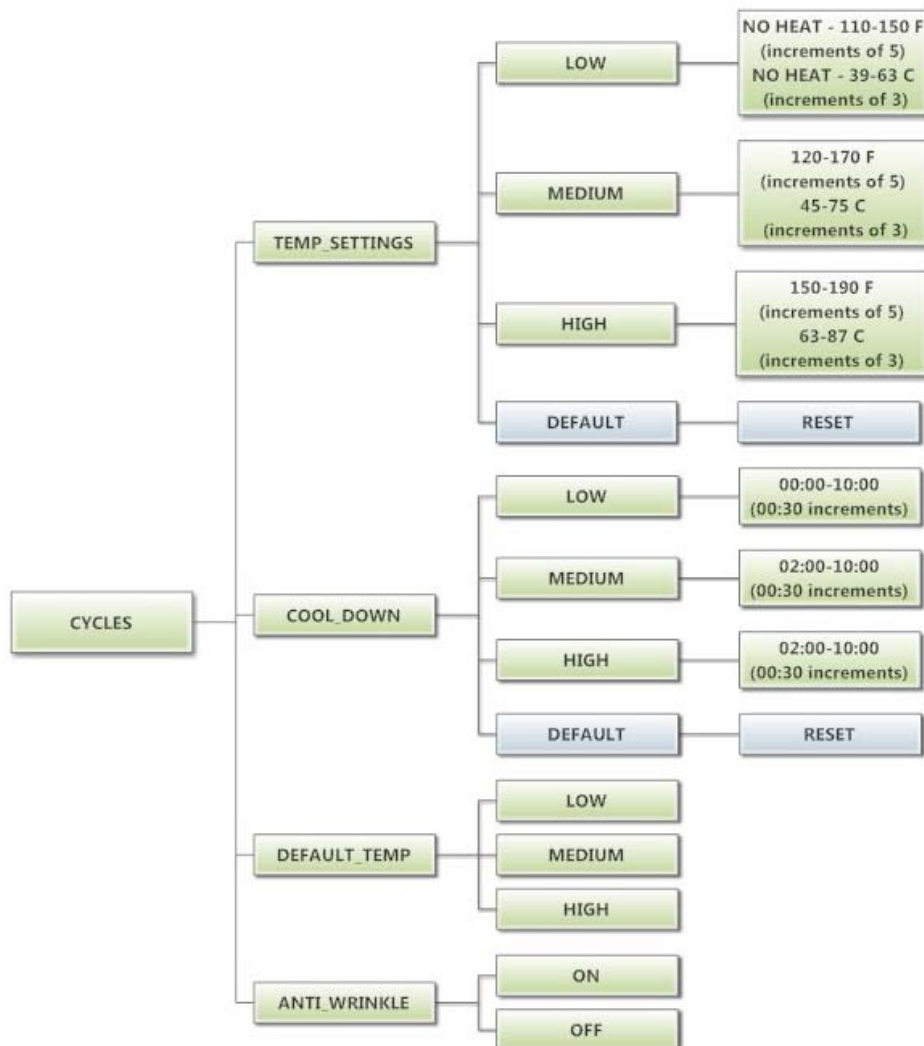 CYCLES
TEMP_SETTINGS
LOW
NO HEAT - 110-150 F
(increments of 5)
NO HEAT - 39-63 C
(increments of 3)
MEDIUM
120-170 F
(increments of 5)
45-75 C
(increments of 3)
HIGH
150-190 F
(increments of 5)
63-87 C
(increments of 3)
DEFAULT
RESET
COOL_DOWN
LOW
00:00-10:00
(00:30 increments)
MEDIUM
02:00-10:00
(00:30 increments)
HIGH
02:00-10:00
(00:30 increments)
DEFAULT
RESET
DEFAULT_TEMP
LOW
MEDIUM
HIGH
ANTI_WRINKLE
ON
OFF